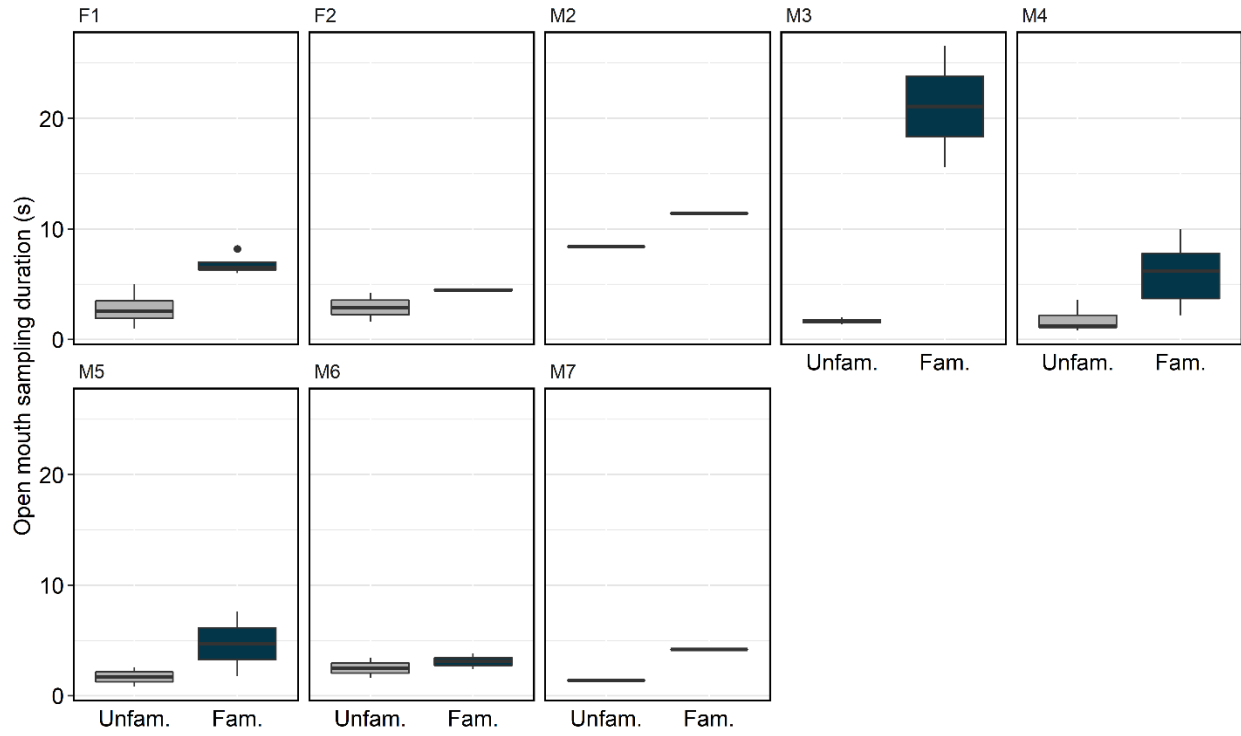 F1 F2 M2 M3 M4
20
10
0
Unfam. Fam. Unfam. Fam.
M5 M6 M7
20
10
0
Unfam. Fam. Unfam. Fam. Unfam. Fam.
Open mouth sampling duration (s)